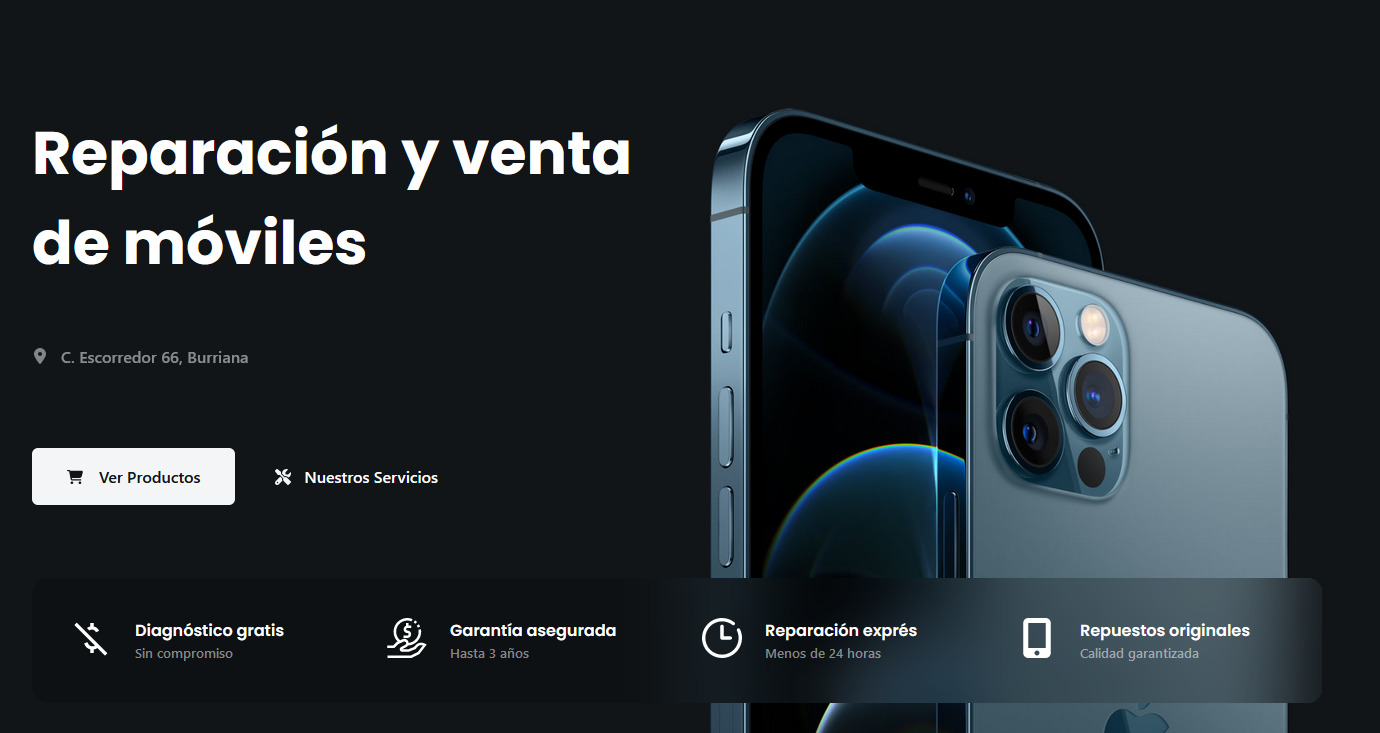 Reparación y venta
de móviles
C. Escorredor 66, Burriana
Ver Productos
Nuestros Servicios
Diagnóstico gratis
Sin compromiso
Garantía asegurada
Hasta 3 años
Reparación exprés
Menos de 24 horas
Repuestos originales
Calidad garantizada